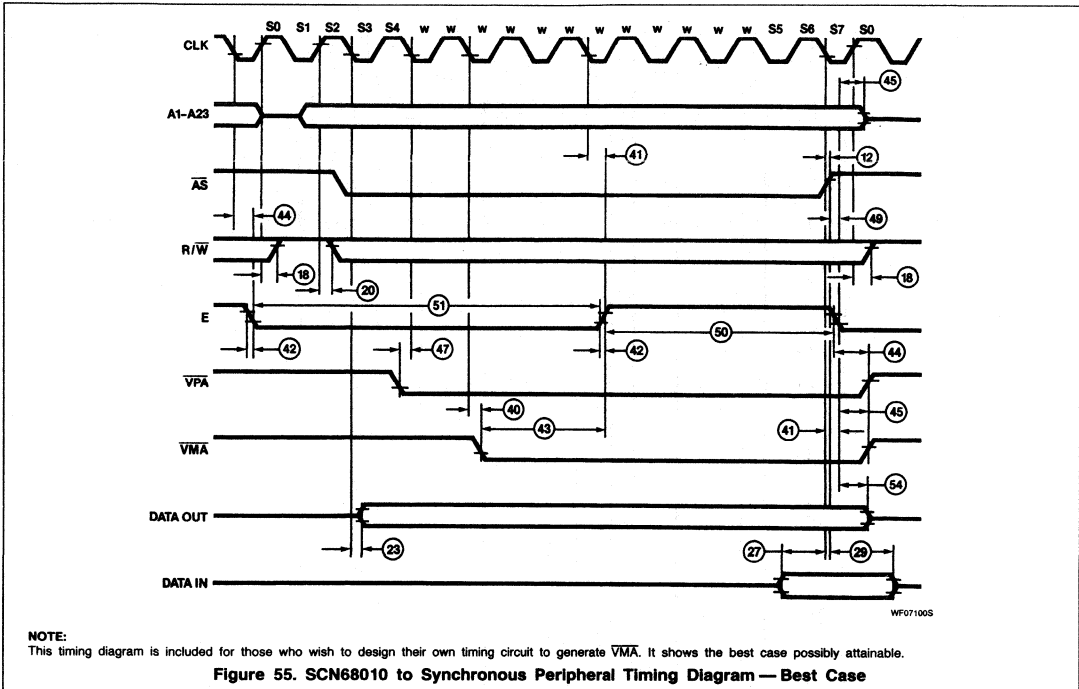 S0 S1 S2 S3 S4 w w w w w w w w w w w w S5 S6 S7 S0
CLK
45
A1–A23
41
12
AS
44
49
R/W
18
20
18
51
E
50
42
47
42
44
VPA
40
45
43
41
VMA
54
DATA OUT
23
27
29
DATA IN
WF07100S
NOTE:
This timing diagram is included for those who wish to design their own timing circuit to generate VMA. It shows the best case possibly attainable.
Figure 55. SCN68010 to Synchronous Peripheral Timing Diagram — Best Case